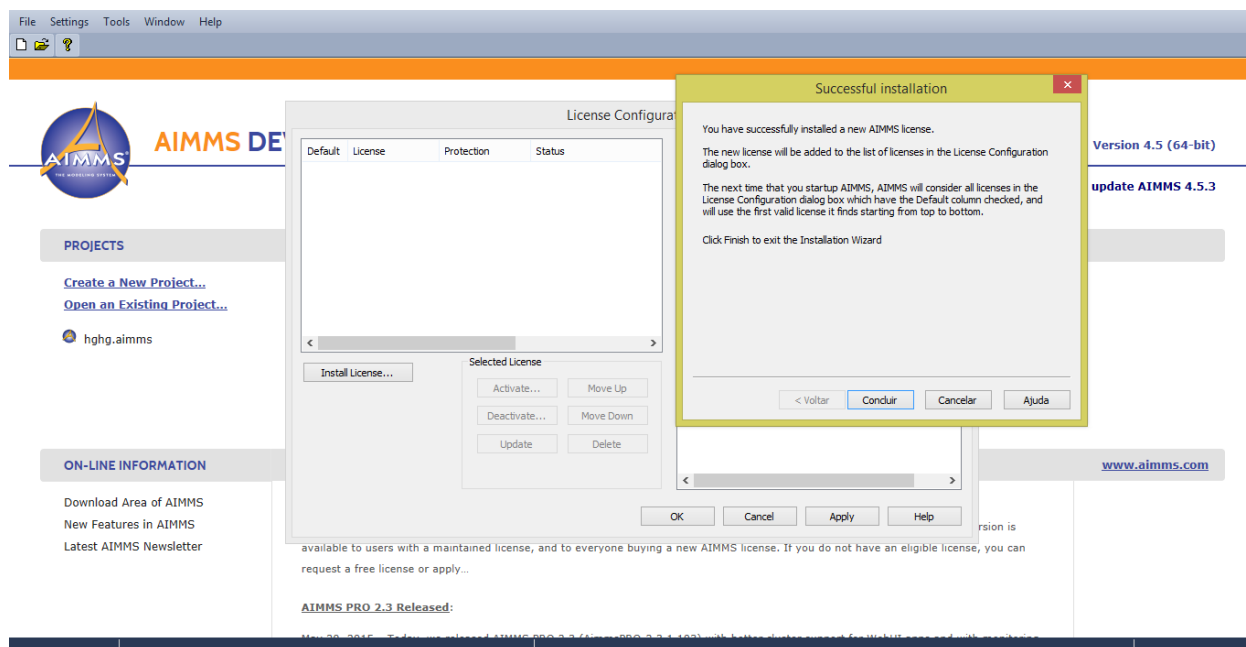 File Settings Tools Window Help
AIMMS
THE MODELING SYSTEM
AIMMS DE
Version 4.5 (64-bit)
update AIMMS 4.5.3
PROJECTS
Create a New Project...
Open an Existing Project...
hghg.aimms
ON-LINE INFORMATION
www.aimms.com
Download Area of AIMMS
New Features in AIMMS
Latest AIMMS Newsletter
License Configurat
Default License Protection Status
Install License...
Selected License
Activate... Move Up
Deactivate... Move Down
Update Delete
OK Cancel Apply Help
Successful installation
You have successfully installed a new AIMMS license.
The new license will be added to the list of licenses in the License Configuration
dialog box.
The next time that you startup AIMMS, AIMMS will consider all licenses in the
License Configuration dialog box which have the Default column checked, and
will use the first valid license it finds starting from top to bottom.
Click Finish to exit the Installation Wizard
< Voltar Concluir Cancelar Ajuda
rsion is
available to users with a maintained license, and to everyone buying a new AIMMS license. If you do not have an eligible license, you can
request a free license or apply...
AIMMS PRO 2.3 Released: